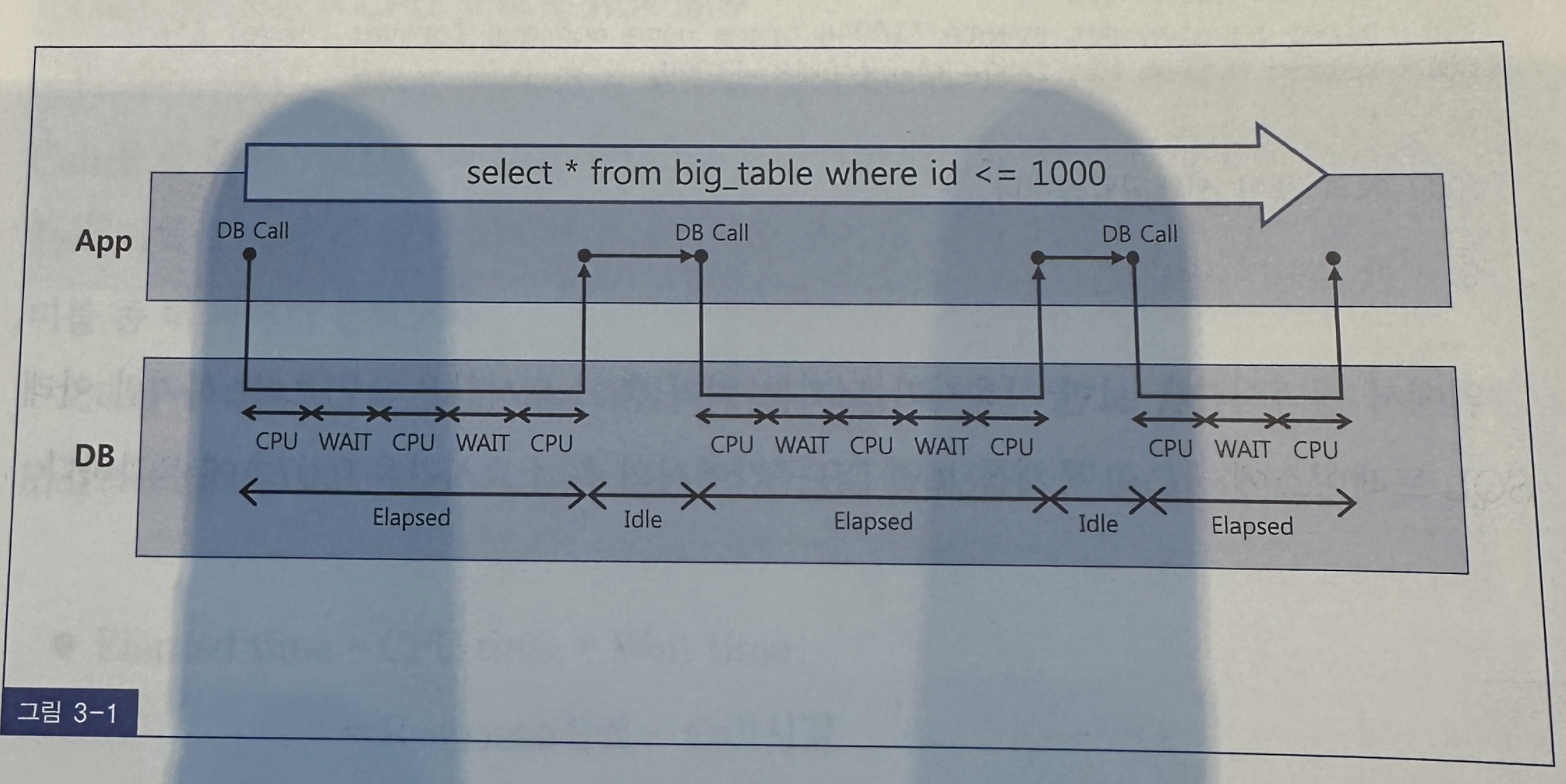 select * from big_table where id <= 1000
App
DB Call DB Call DB Call
DB
CPU WAIT CPU WAIT CPU CPU WAIT CPU WAIT CPU CPU WAIT CPU
Elapsed Idle Elapsed Idle Elapsed
그림 3-1